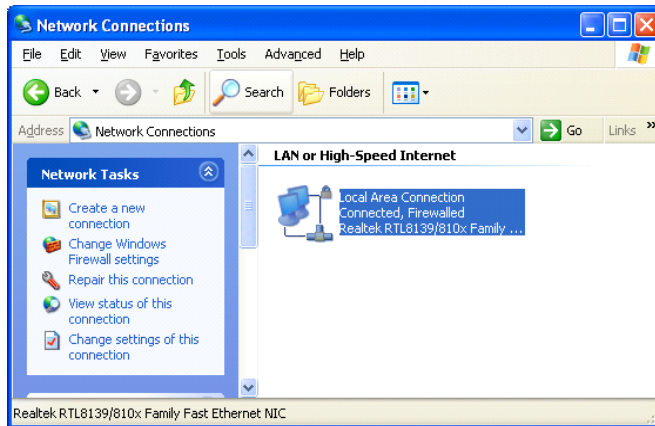 Network Connections
File Edit View Favorites Tools Advanced Help
Back Search Folders
Address Network Connections Go Links »
LAN or High-Speed Internet
Network Tasks
Local Area Connection
Connected, Firewalled
Realtek RTL8139/810x Family ...
Create a new
connection
Change Windows
Firewall settings
Repair this connection
View status of this
connection
Change settings of this
connection
Realtek RTL8139/810x Family Fast Ethernet NIC